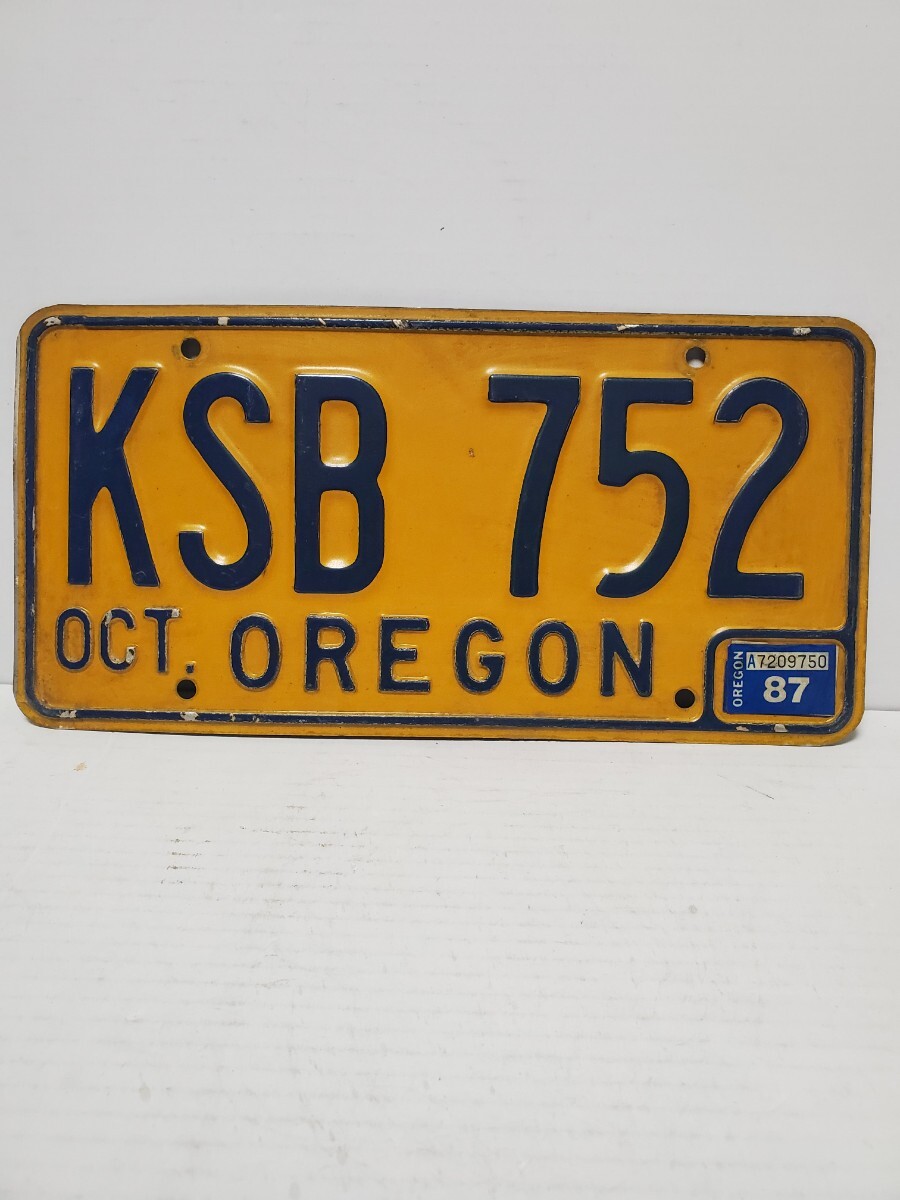 KSB 752
OCT. OREGON
OREGON
A7209750
87